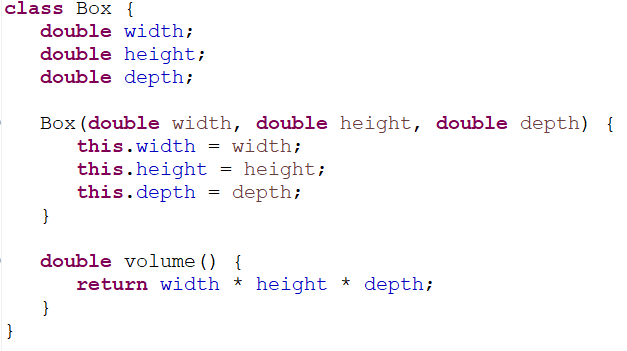 class Box {
   double width;
   double height;
   double depth;

   Box(double width, double height, double depth) {
      this.width = width;
      this.height = height;
      this.depth = depth;
   }

   double volume() {
      return width * height * depth;
   }
}